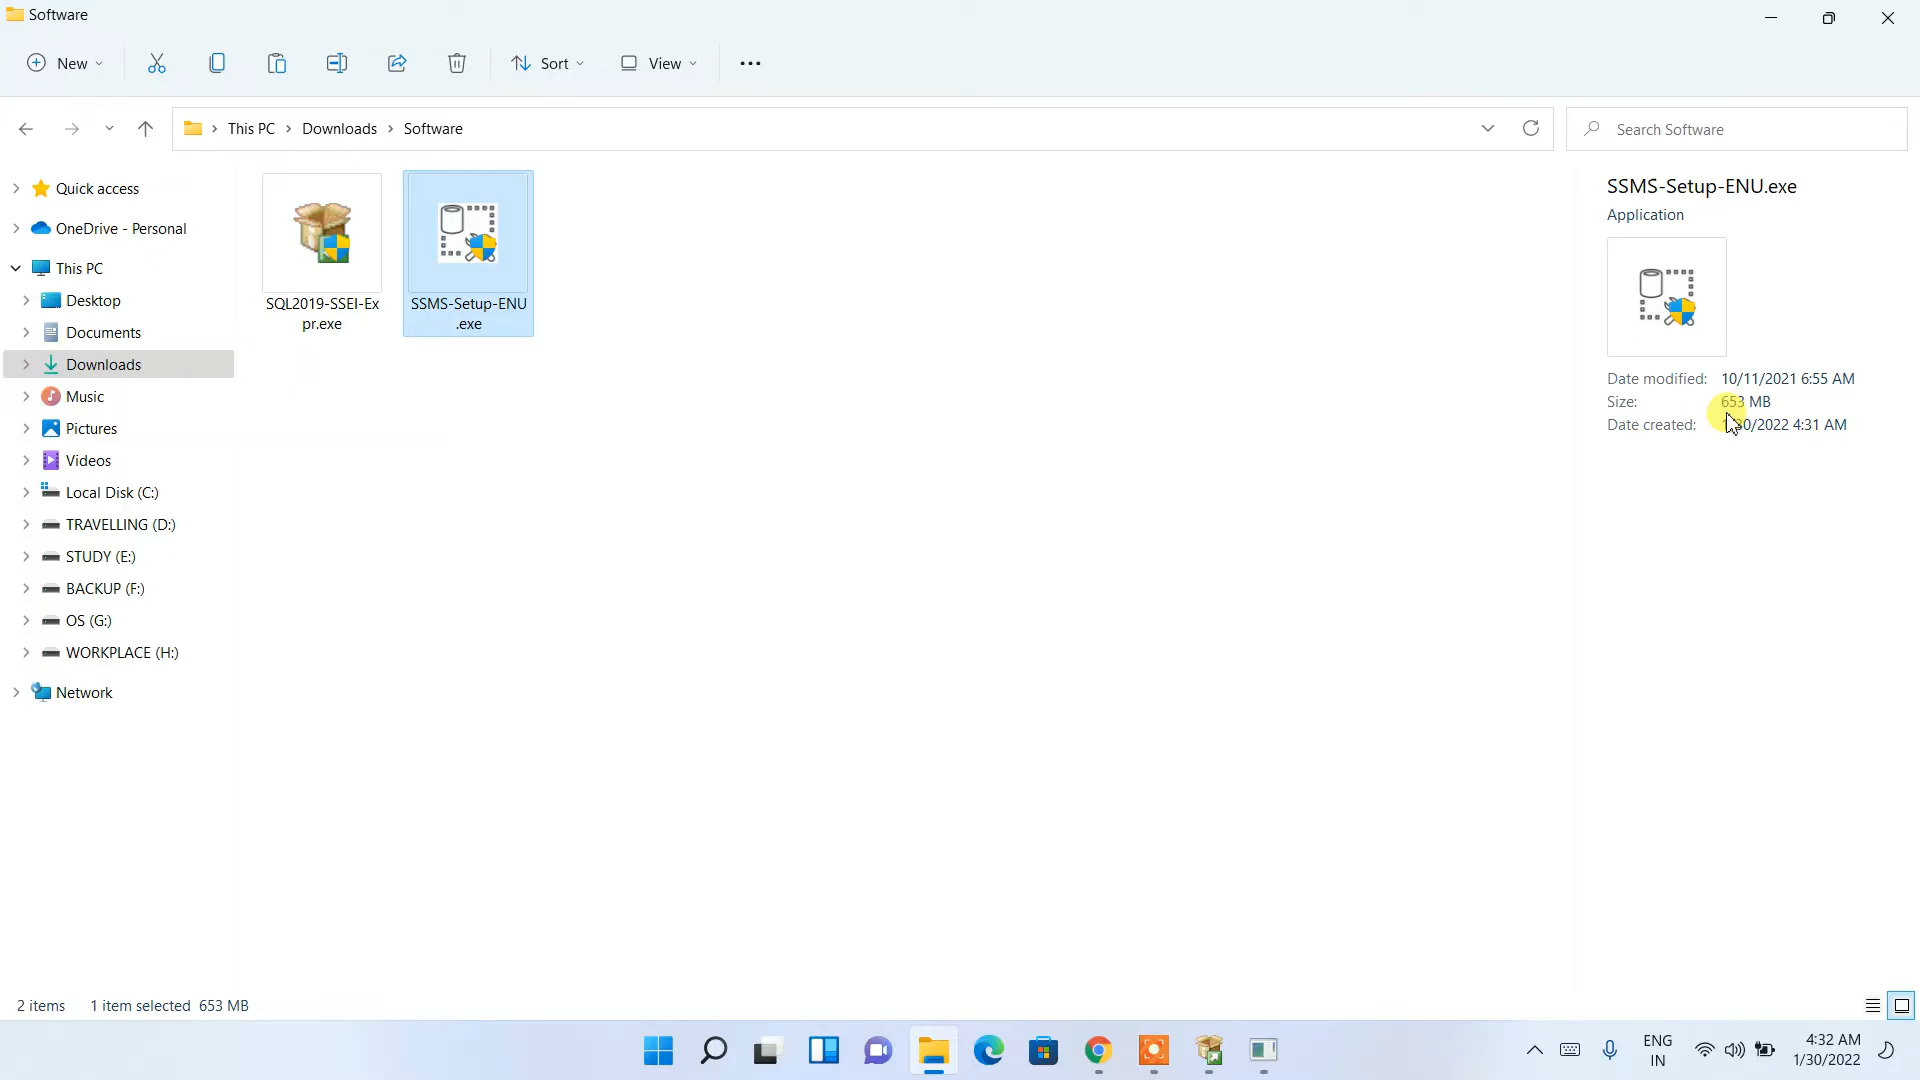 Software
New
Sort
View
This PC
Downloads
Software
Search Software
Quick access
OneDrive - Personal
This PC
Desktop
Documents
Downloads
Music
Pictures
Videos
Local Disk (C:)
TRAVELLING (D:)
STUDY (E:)
BACKUP (F:)
OS (G:)
WORKPLACE (H:)
Network
SQL2019-SSEI-Ex
pr.exe
SSMS-Setup-ENU
.exe
SSMS-Setup-ENU.exe
Application
Date modified: 10/11/2021 6:55 AM
Size: 653 MB
Date created: 1/30/2022 4:31 AM
2 items 1 item selected 653 MB
ENG
IN
4:32 AM
1/30/2022